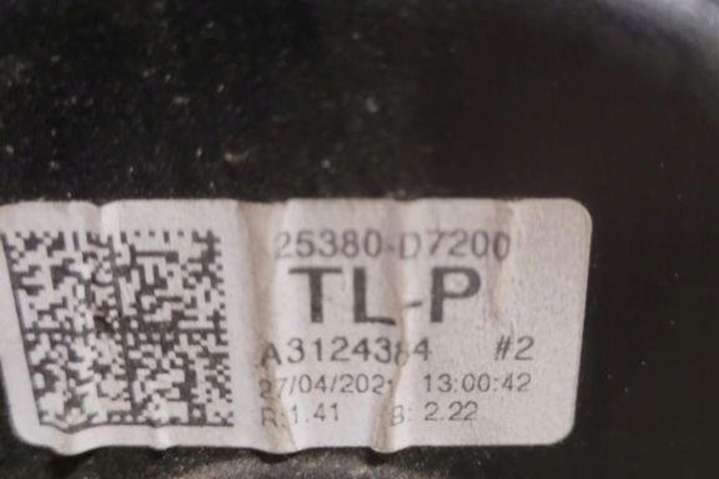 25380-D7200
TL-P
A3124384 #2
27/04/2021 13:00:42
R:1.41 B: 2.22